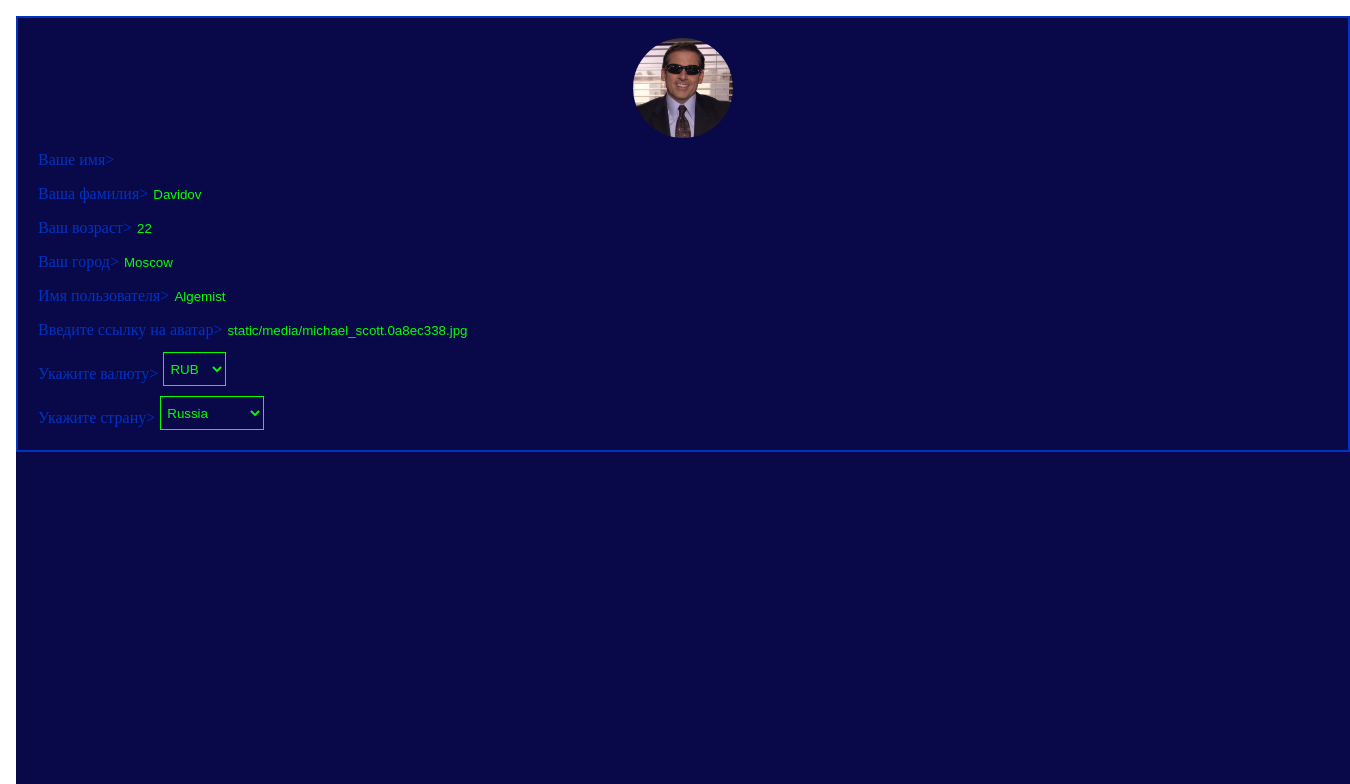 Ваше имя>
Ваша фамилия> Davidov
Ваш возраст> 22
Ваш город> Moscow
Имя пользователя> Algemist
Введите ссылку на аватар> static/media/michael_scott.0a8ec338.jpg
Укажите валюту> RUB
Укажите страну> Russia